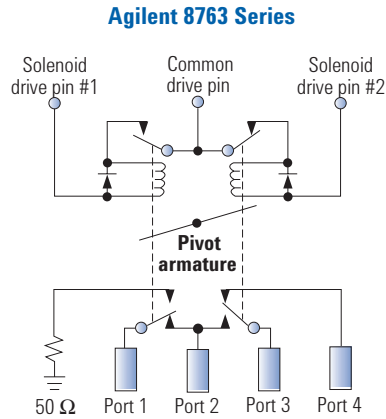 Agilent 8763 Series
Solenoid
drive pin #1
Common
drive pin
Solenoid
drive pin #2
Pivot
armature
50 Ω
Port 1
Port 2
Port 3
Port 4